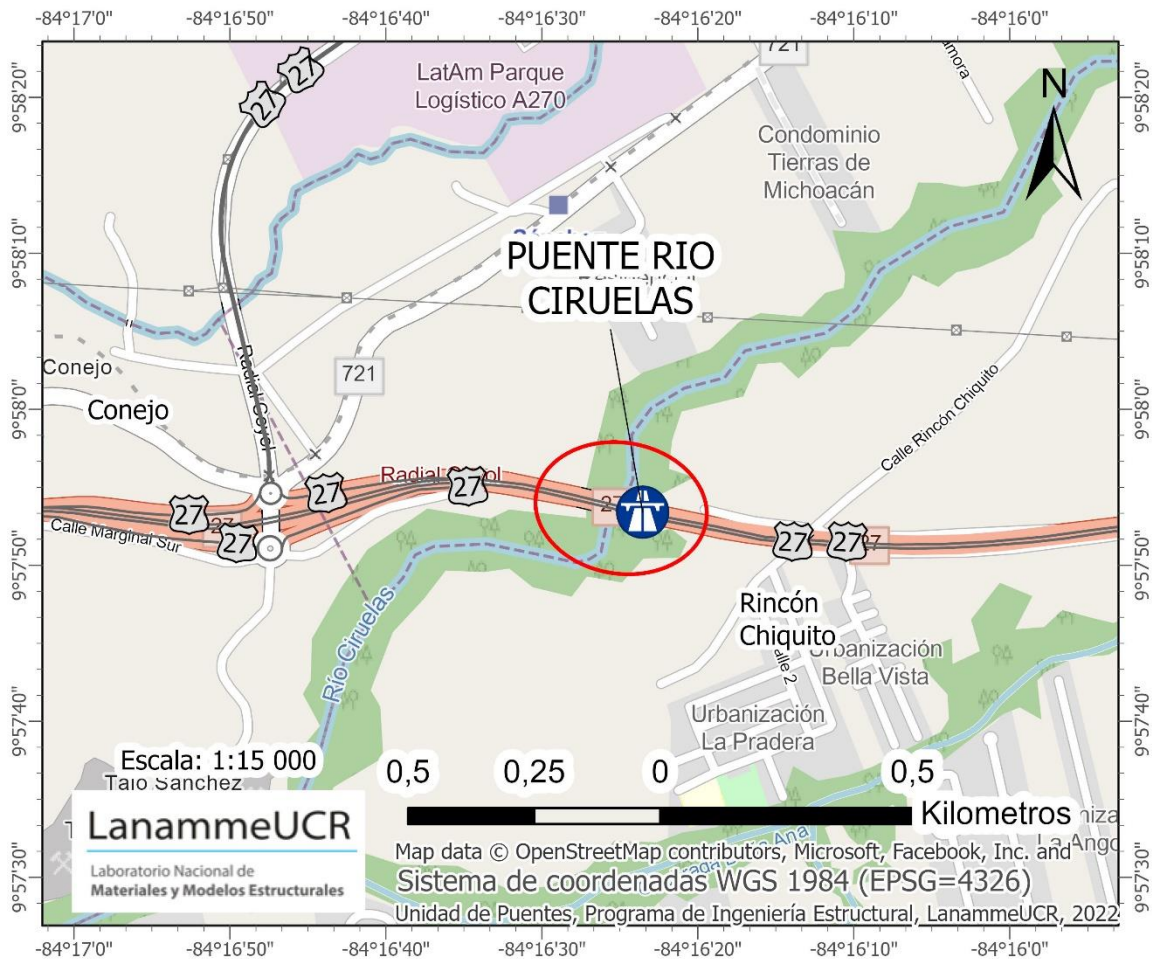 -84°17'0"
-84°16'50"
-84°16'40"
-84°16'30"
-84°16'20"
-84°16'10"
-84°16'0"
9°58'20"
9°58'20"
9°58'10"
9°58'10"
9°58'0"
9°58'0"
9°57'50"
9°57'50"
9°57'40"
9°57'40"
9°57'30"
9°57'30"
27
27
721
LatAm Parque
Logístico A270
N
Condominio
Tierras de
Michoacán
PUENTE RIO
CIRUELAS
Radial Coyol
721
Conejo
Conejo
Calle Rincón Chiquito
Radial
27
27
27
27
27
27
27
27
27
Calle Marginal Sur
Río Ciruelas
Rincón
Chiquito
Calle 2
Urbanización
Bella Vista
Urbanización
La Pradera
Escala: 1:15 000
Tajo Sánchez
0,5
0,25
0
0,5
Kilometros
LanammeUCR
Laboratorio Nacional de
Materiales y Modelos Estructurales
Map data © OpenStreetMap contributors, Microsoft, Facebook, Inc. and
Sistema de coordenadas WGS 1984 (EPSG=4326)
Unidad de Puentes, Programa de Ingeniería Estructural, LanammeUCR, 2022
-84°17'0"
-84°16'50"
-84°16'40"
-84°16'30"
-84°16'20"
-84°16'10"
-84°16'0"